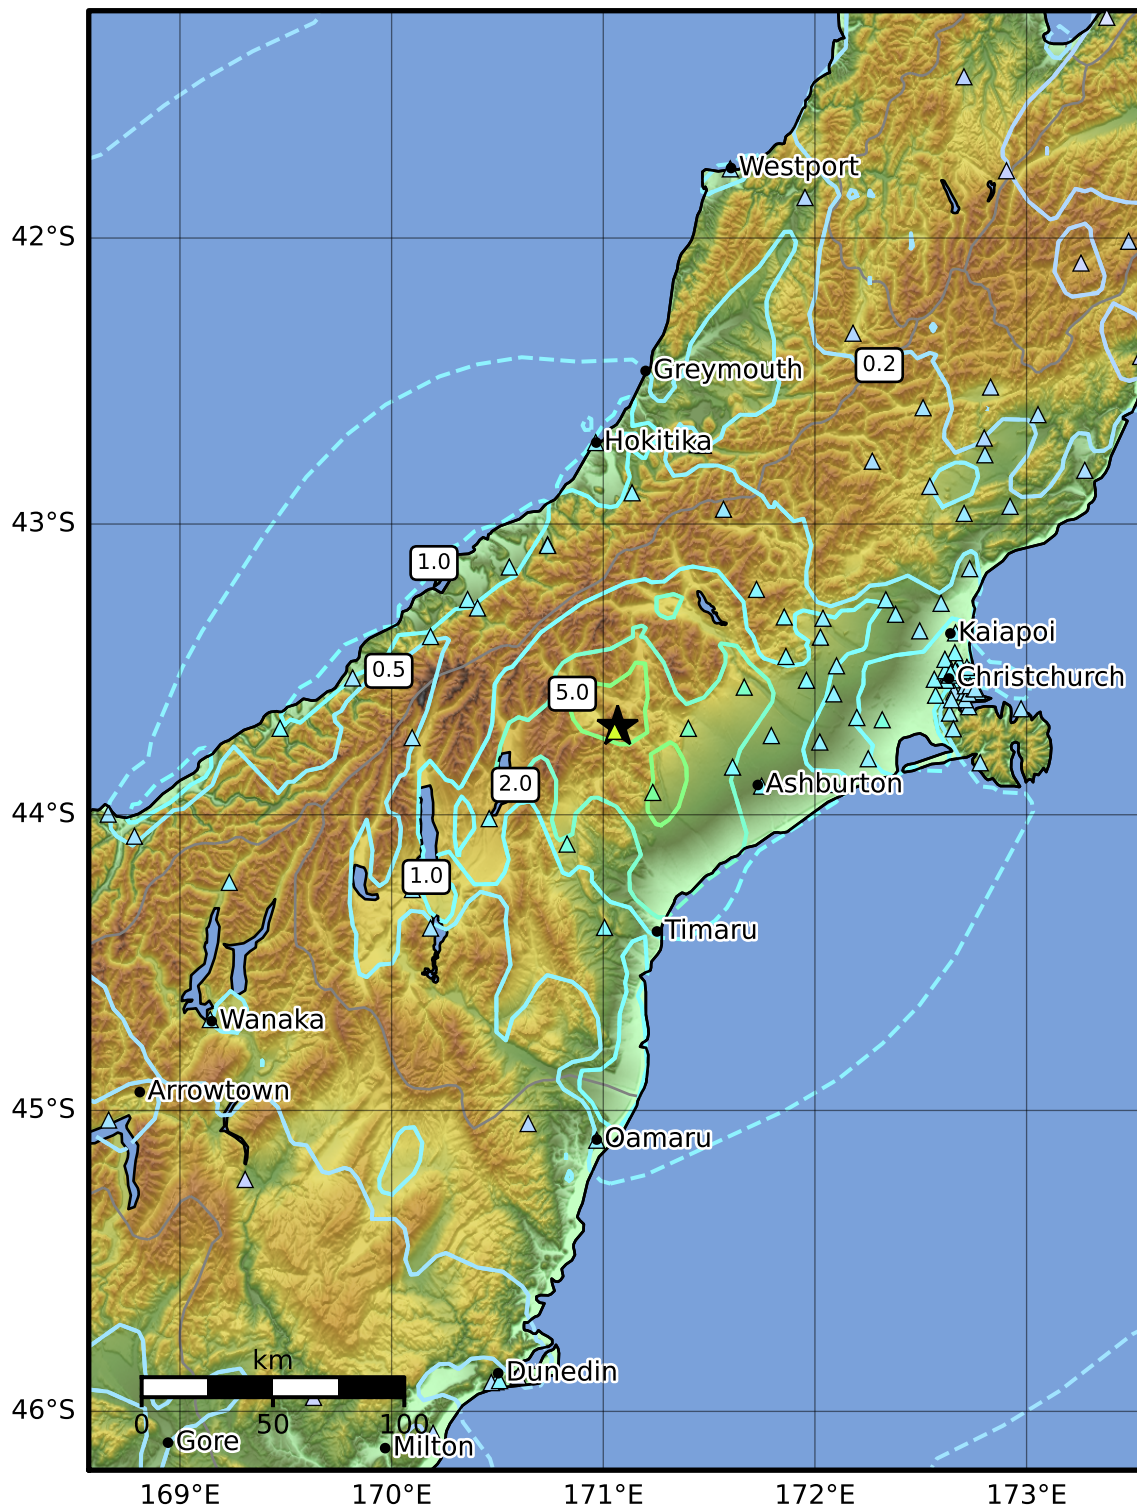 Westport
42°S
0.2
Greymouth
Hokitika
43°S
1.0
Kaiapoi
0.5
Christchurch
5.0
2.0
Ashburton
44°S
1.0
Timaru
Wanaka
Arrowtown
45°S
Oamaru
km
Dunedin
46°S
0 50 100
Gore
Milton
169°E 170°E 171°E 172°E 173°E